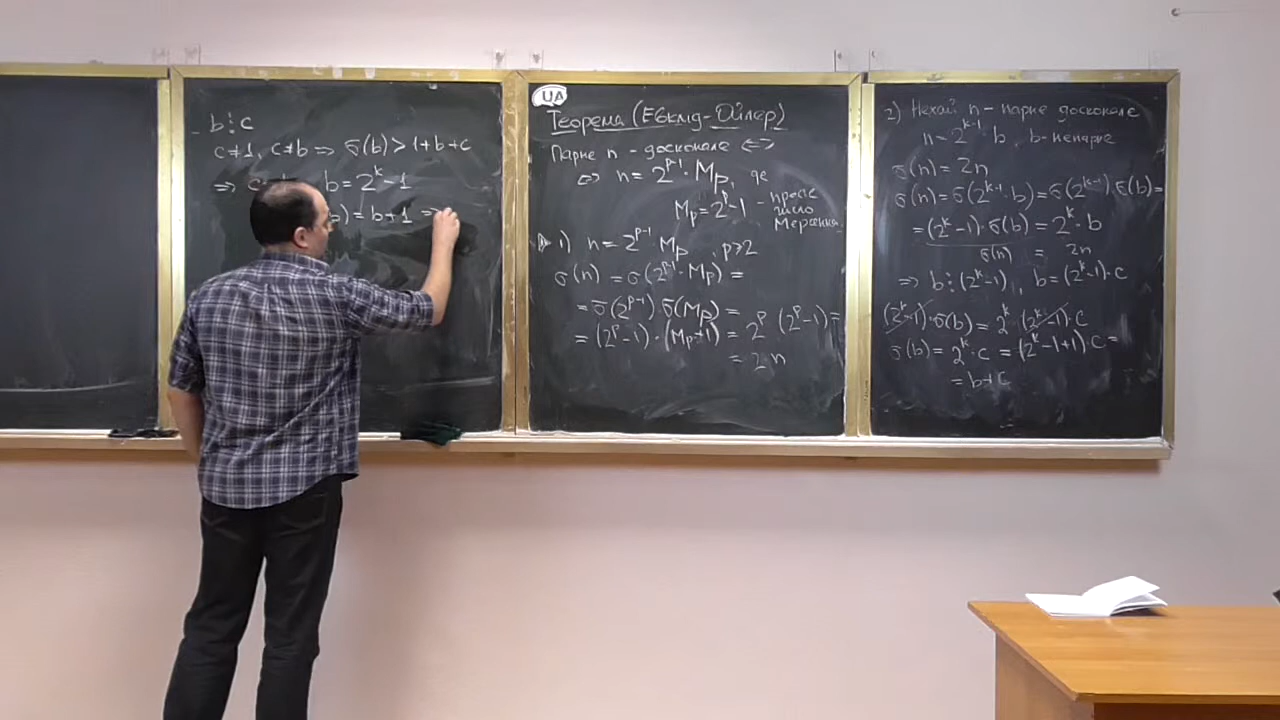 b⋮c
c≠1, c≠b ⇒ σ(b) > 1+b+c
⇒ b = 2^k - 1
) = b+1 ⇒
UA
Теорема (Евклід-Ойлер)
Парне n - досконале ⟺
⟺ n = 2^{p-1} · M_p, де
M_p = 2^p - 1 - просте
число
Мерсенна
1) n = 2^{p-1} · M_p, p≥2
σ(n) = σ(2^{p-1} · M_p) =
= σ(2^{p-1}) · σ(M_p) =
= (2^p - 1) · (M_p + 1) = 2^p · (2^p - 1) =
= 2n
2) Нехай n - парне досконале
n = 2^{k-1} · b, b - непарне
σ(n) = 2n
σ(n) = σ(2^{k-1} · b) = σ(2^{k-1}) · σ(b) =
= (2^k - 1) · σ(b) = 2^k · b
σ(n) = 2n
⇒ b⋮(2^k - 1), b = (2^k - 1) · c
(2^k - 1) · σ(b) = 2^k · (2^k - 1) · c
σ(b) = 2^k · c = (2^k - 1 + 1) · c =
= b + c